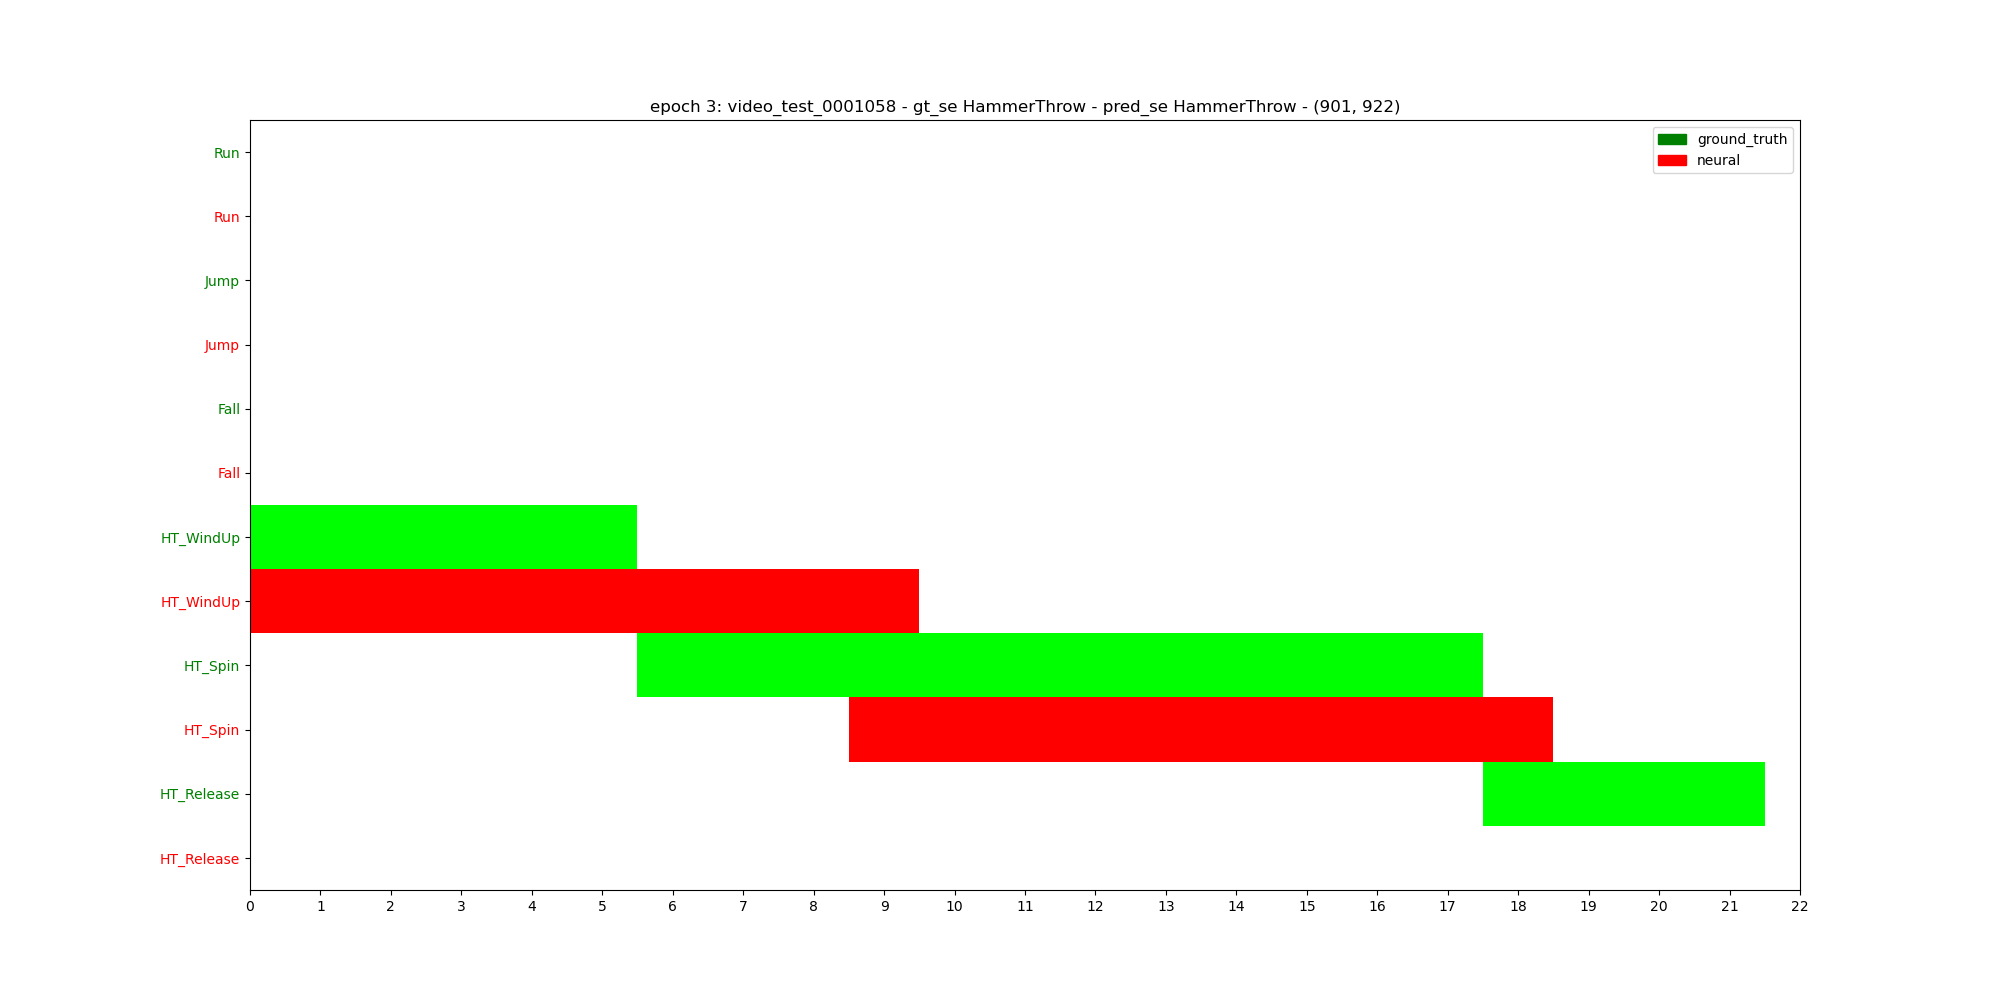 epoch 3: video_test_0001058 - gt_se HammerThrow - pred_se HammerThrow - (901, 922)
ground_truth
neural
Run
Run
Jump
Jump
Fall
Fall
HT_WindUp
HT_WindUp
HT_Spin
HT_Spin
HT_Release
HT_Release
0 1 2 3 4 5 6 7 8 9 10 11 12 13 14 15 16 17 18 19 20 21 22